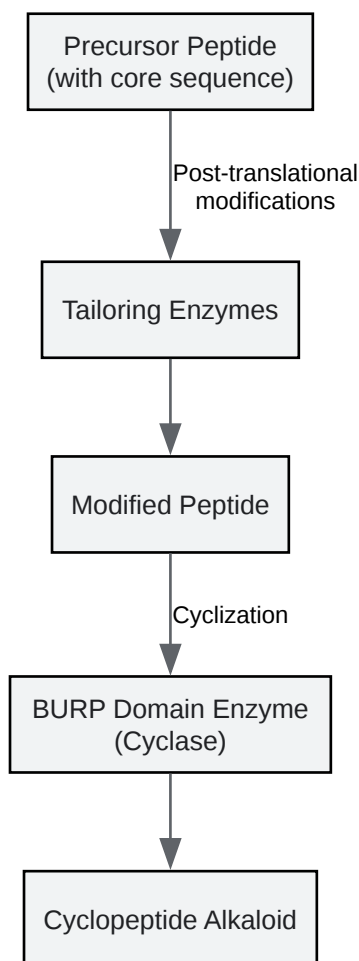 Precursor Peptide
(with core sequence)
Post-translational
modifications
Tailoring Enzymes
Modified Peptide
Cyclization
BURP Domain Enzyme
(Cyclase)
Cyclopeptide Alkaloid